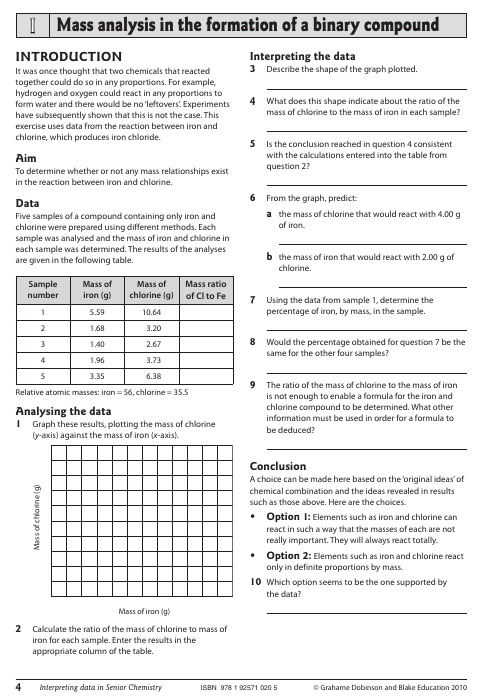 1 Mass analysis in the formation of a binary compound
INTRODUCTION
It was once thought that two chemicals that reacted
together could do so in any proportions. For example,
hydrogen and oxygen could react in any proportions to
form water and there would be no 'leftovers'. Experiments
have subsequently shown that this is not the case. This
exercise uses data from the reaction between iron and
chlorine, which produces iron chloride.
Aim
To determine whether or not any mass relationships exist
in the reaction between iron and chlorine.
Data
Five samples of a compound containing only iron and
chlorine were prepared using different methods. Each
sample was analysed and the mass of iron and chlorine in
each sample was determined. The results of the analyses
are given in the following table.
Sample number Mass of iron (g) Mass of chlorine (g) Mass ratio of Cl to Fe
1 5.59 10.64
2 1.68 3.20
3 1.40 2.67
4 1.96 3.73
5 3.35 6.38
Relative atomic masses: iron = 56, chlorine = 35.5
Analysing the data
1 Graph these results, plotting the mass of chlorine
(y-axis) against the mass of iron (x-axis).
Mass of chlorine (g)
Mass of iron (g)
2 Calculate the ratio of the mass of chlorine to mass of
iron for each sample. Enter the results in the
appropriate column of the table.
Interpreting the data
3 Describe the shape of the graph plotted.
4 What does this shape indicate about the ratio of the
mass of chlorine to the mass of iron in each sample?
5 Is the conclusion reached in question 4 consistent
with the calculations entered into the table from
question 2?
6 From the graph, predict:
a the mass of chlorine that would react with 4.00 g
of iron.
b the mass of iron that would react with 2.00 g of
chlorine.
7 Using the data from sample 1, determine the
percentage of iron, by mass, in the sample.
8 Would the percentage obtained for question 7 be the
same for the other four samples?
9 The ratio of the mass of chlorine to the mass of iron
is not enough to enable a formula for the iron and
chlorine compound to be determined. What other
information must be used in order for a formula to
be deduced?
Conclusion
A choice can be made here based on the 'original ideas' of
chemical combination and the ideas revealed in results
such as those above. Here are the choices.
• Option 1: Elements such as iron and chlorine can
react in such a way that the masses of each are not
really important. They will always react totally.
• Option 2: Elements such as iron and chlorine react
only in definite proportions by mass.
10 Which option seems to be the one supported by
the data?
4 Interpreting data in Senior Chemistry ISBN 978 1 92571 020 5 © Grahame Dobinson and Blake Education 2010